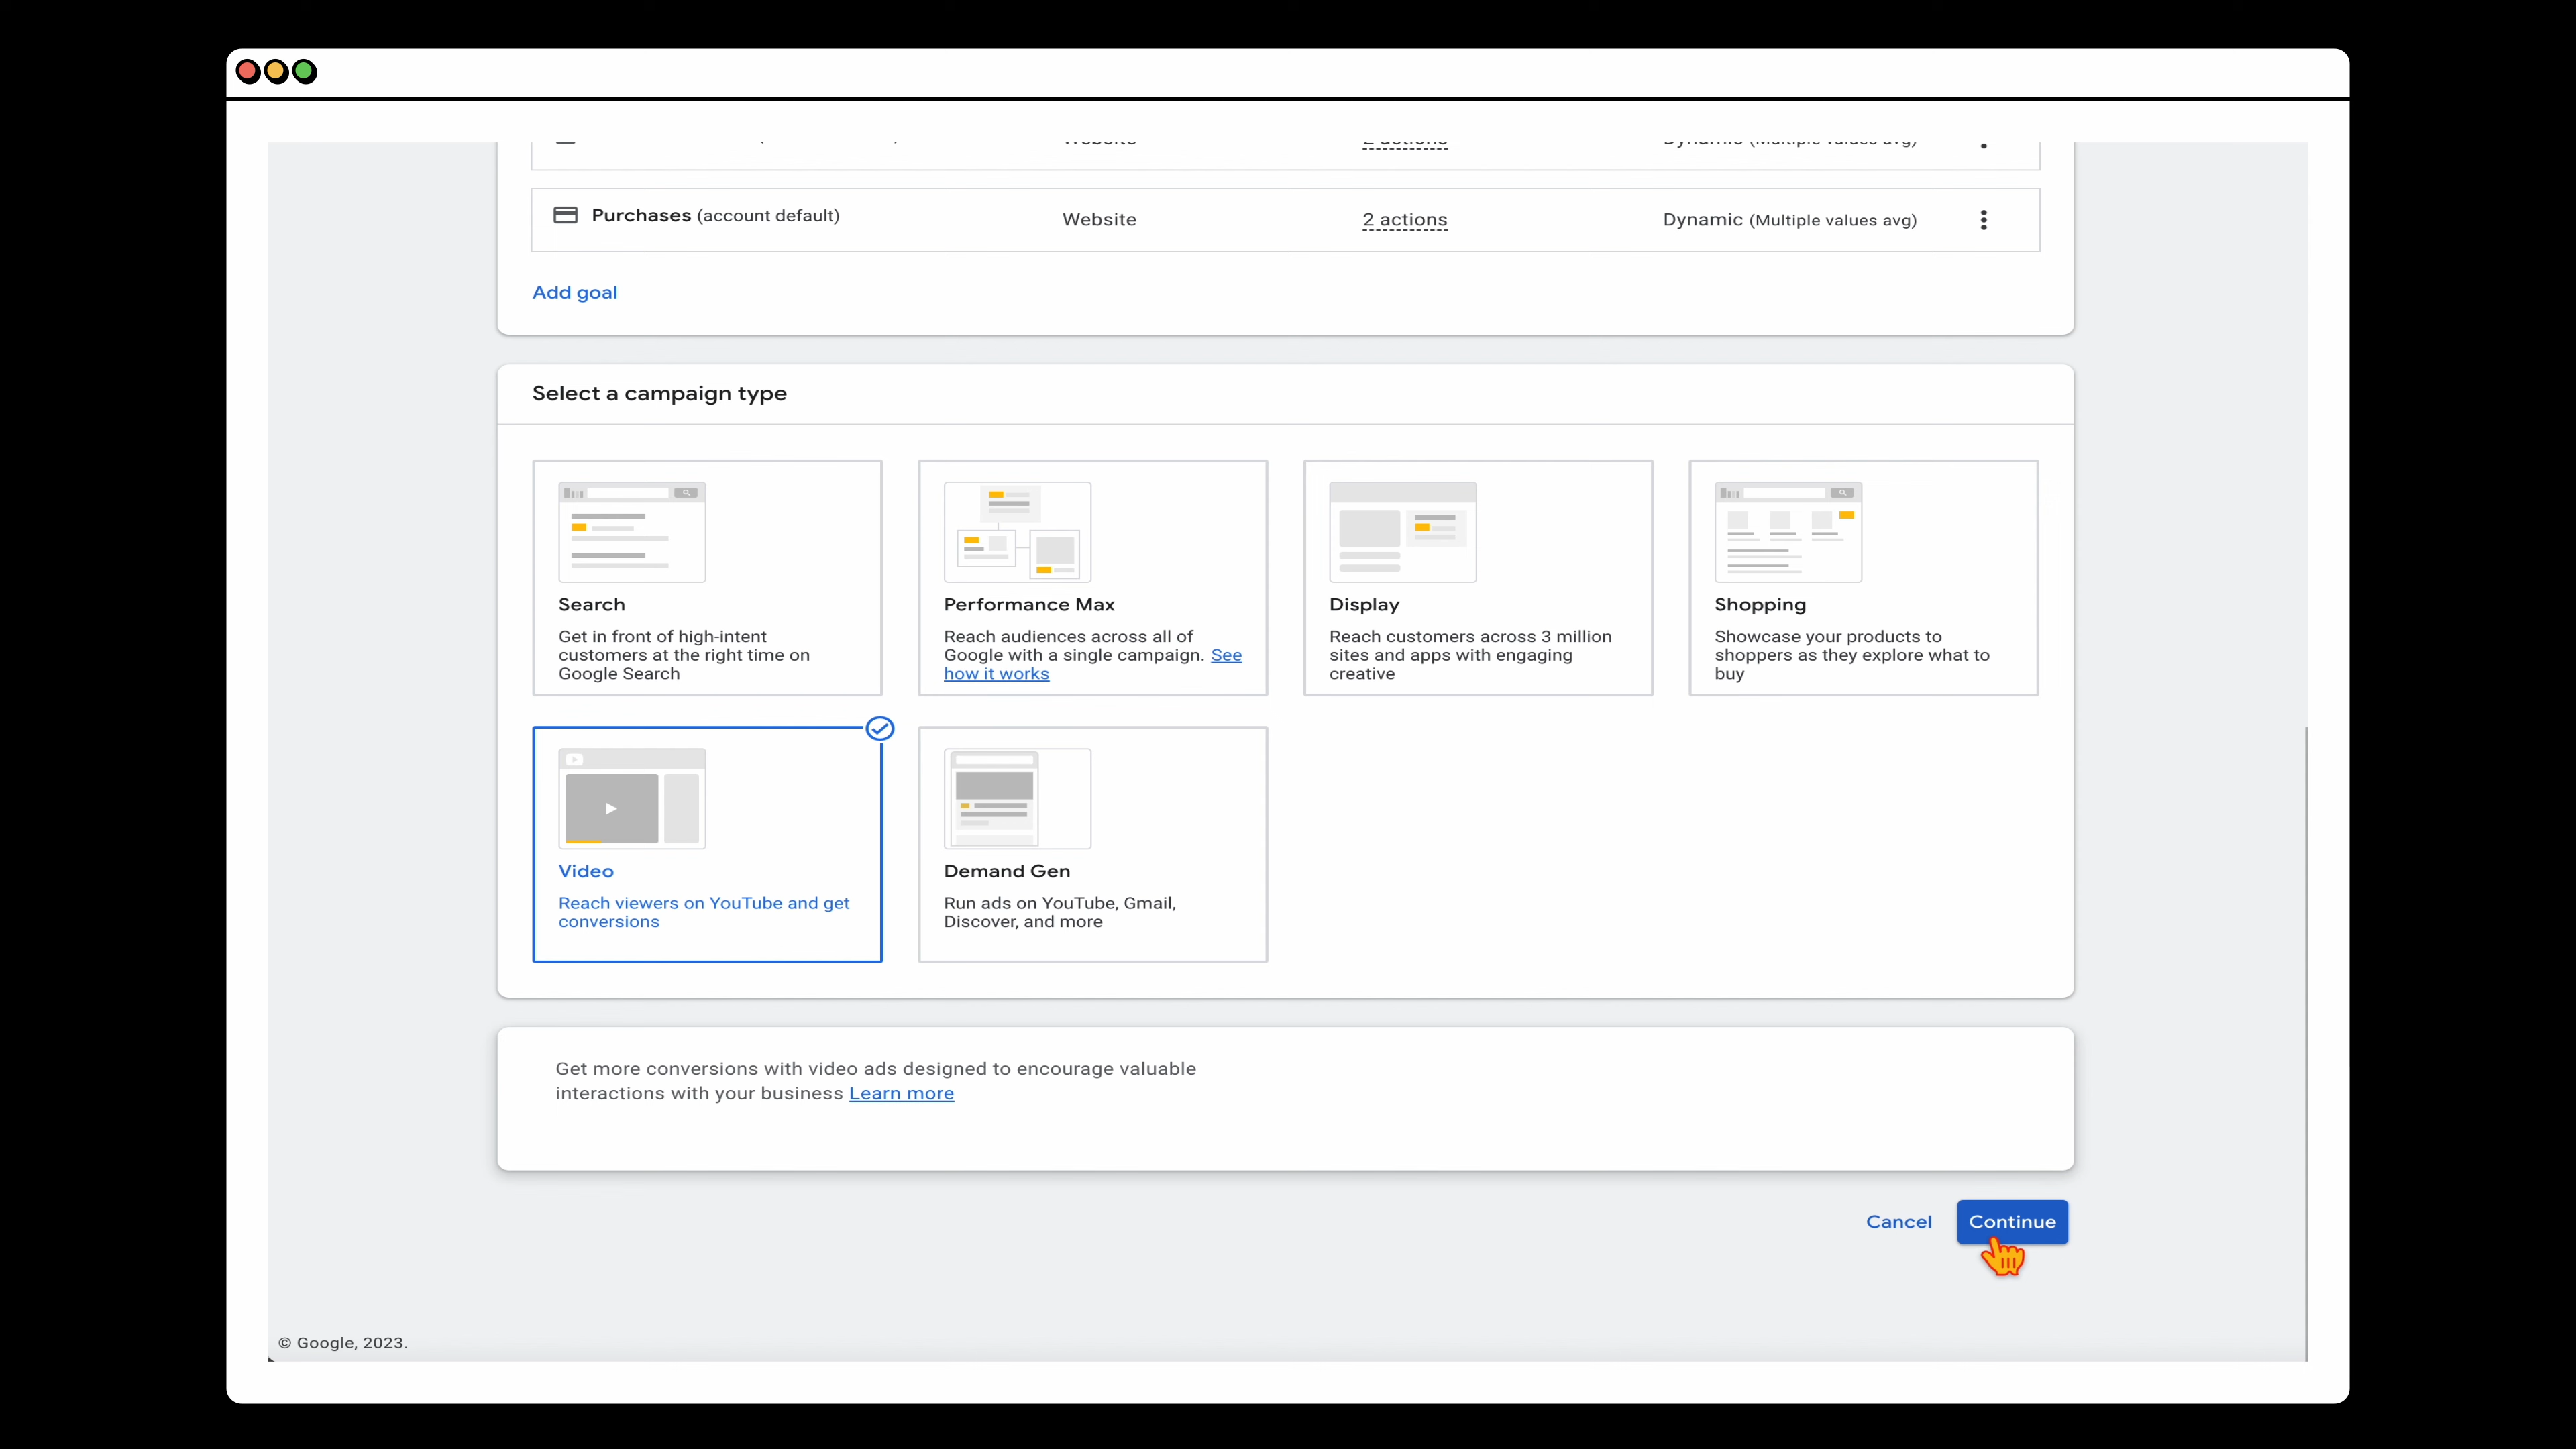 Purchases (account default) Website 2 actions Dynamic (Multiple values avg)
Add goal
Select a campaign type
Search
Get in front of high-intent
customers at the right time on
Google Search
Performance Max
Reach audiences across all of
Google with a single campaign. See
how it works
Display
Reach customers across 3 million
sites and apps with engaging
creative
Shopping
Showcase your products to
shoppers as they explore what to
buy
Video
Reach viewers on YouTube and get
conversions
Demand Gen
Run ads on YouTube, Gmail,
Discover, and more
Get more conversions with video ads designed to encourage valuable
interactions with your business Learn more
Cancel
Continue
© Google, 2023.